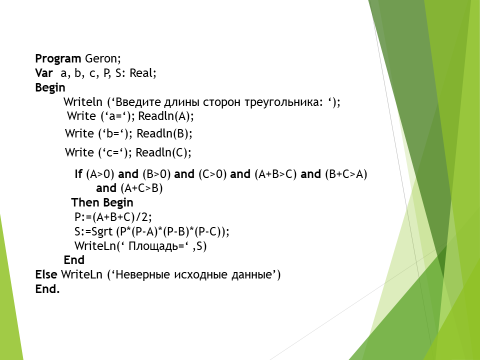 Program Geron;
Var a, b, c, P, S: Real;
Begin
Writeln (‘Введите длины сторон треугольника: ‘);
Write (‘a=‘); Readln(A);
Write (‘b=‘); Readln(B);
Write (‘c=‘); Readln(C);
If (A>0) and (B>0) and (C>0) and (A+B>C) and (B+C>A)
and (A+C>B)
Then Begin
P:=(A+B+C)/2;
S:=Sgrt (P*(P-A)*(P-B)*(P-C));
WriteLn(‘ Площадь=‘ ,S)
End
Else WriteLn (‘Неверные исходные данные’)
End.